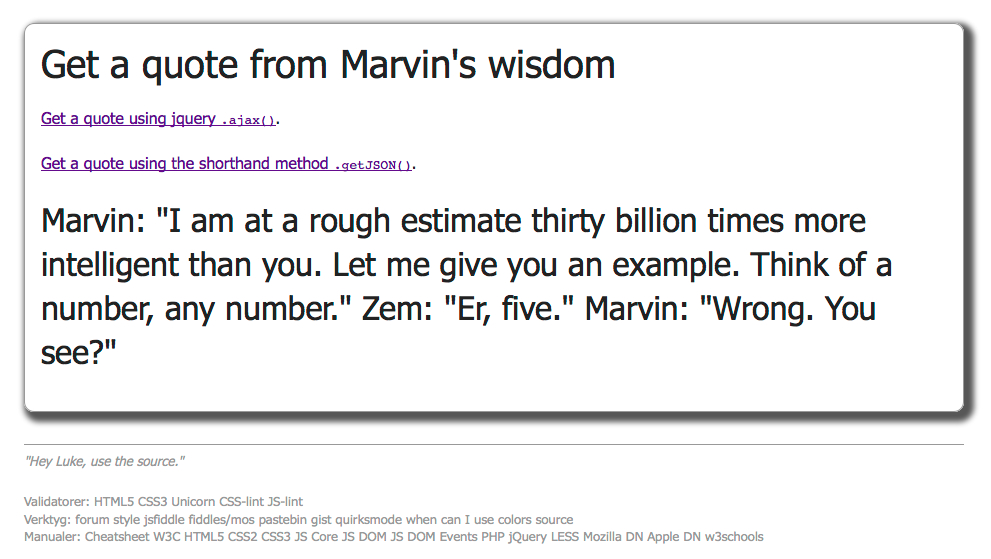 Get a quote from Marvin's wisdom
Get a quote using jquery .ajax().
Get a quote using the shorthand method .getJSON().
Marvin: "I am at a rough estimate thirty billion times more
intelligent than you. Let me give you an example. Think of a
number, any number." Zem: "Er, five." Marvin: "Wrong. You
see?"
"Hey Luke, use the source."
Validatorer: HTML5 CSS3 Unicorn CSS-lint JS-lint
Verktyg: forum style jsfiddle fiddles/mos pastebin gist quirksmode when can I use colors source
Manualer: Cheatsheet W3C HTML5 CSS2 CSS3 JS Core JS DOM JS DOM Events PHP jQuery LESS Mozilla DN Apple DN w3schools